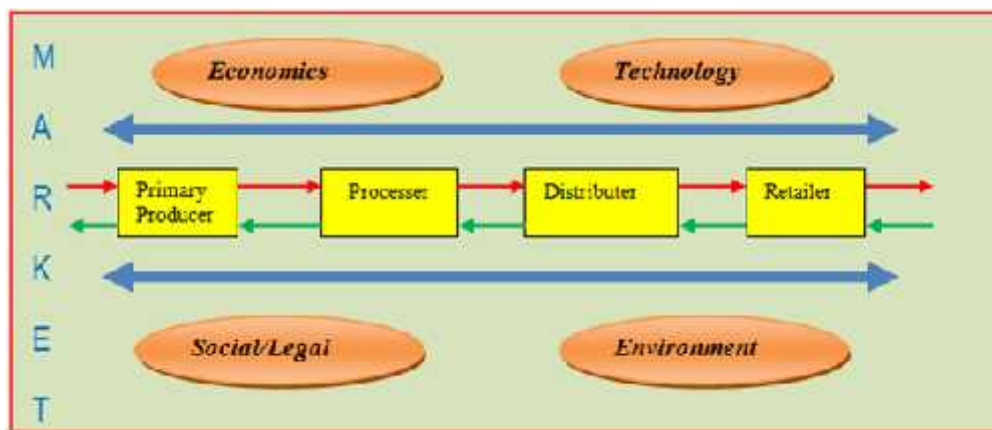 M
A
R
K
E
T
Economics
Technology
Primary
Producer
Processer
Distributer
Retailer
Social/Legal
Environment